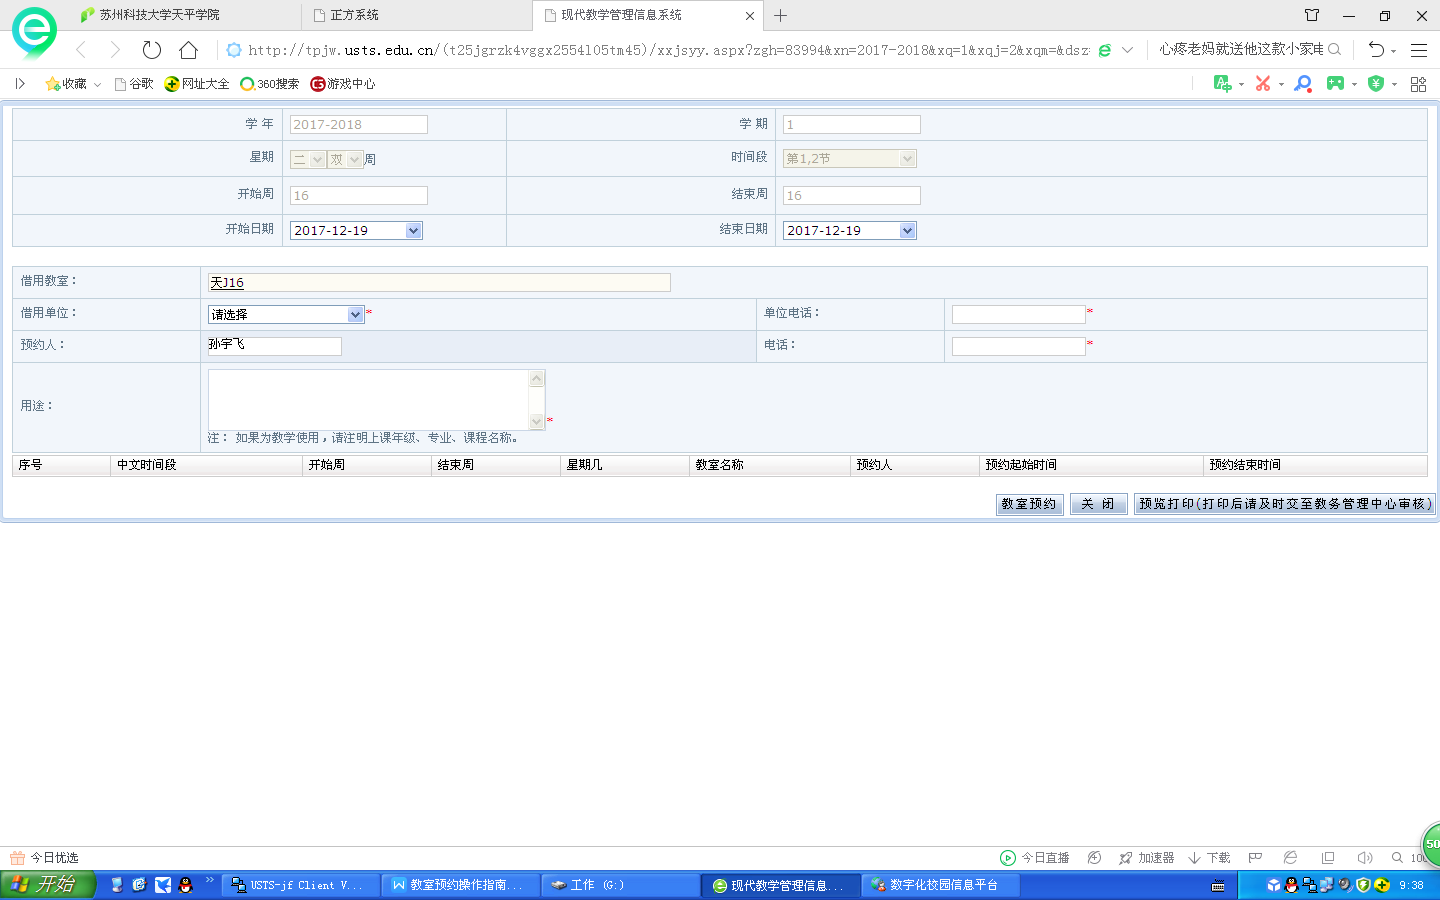 苏州科技大学天平学院
正方系统
现代教学管理信息系统
http://tpjw.usts.edu.cn/(t25jgrzk4vggx2554l05tm45)/xxjsyy.aspx?zgh=83994&xn=2017-2018&xq=1&xqj=2&xqm=&dsz
心疼老妈就送他这款小家电
收藏 谷歌 网址大全 360搜索 游戏中心
学 年 2017-2018 学 期 1
星期 二 双 周 时间段 第1,2节
开始周 16 结束周 16
开始日期 2017-12-19 结束日期 2017-12-19
借用教室： 天J16
借用单位： 请选择 * 单位电话： *
预约人： 孙宇飞 电话： *
用途： *
注： 如果为教学使用，请注明上课年级、专业、课程名称。
序号 中文时间段 开始周 结束周 星期几 教室名称 预约人 预约起始时间 预约结束时间
教室预约 关 闭 预览打印(打印后请及时交至教务管理中心审核)
50
今日优选 今日直播 加速器 下载 10
开始 USTS-jf Client V... 教室预约操作指南... 工作 (G:) 现代教学管理信息... 数字化校园信息平台 9:38